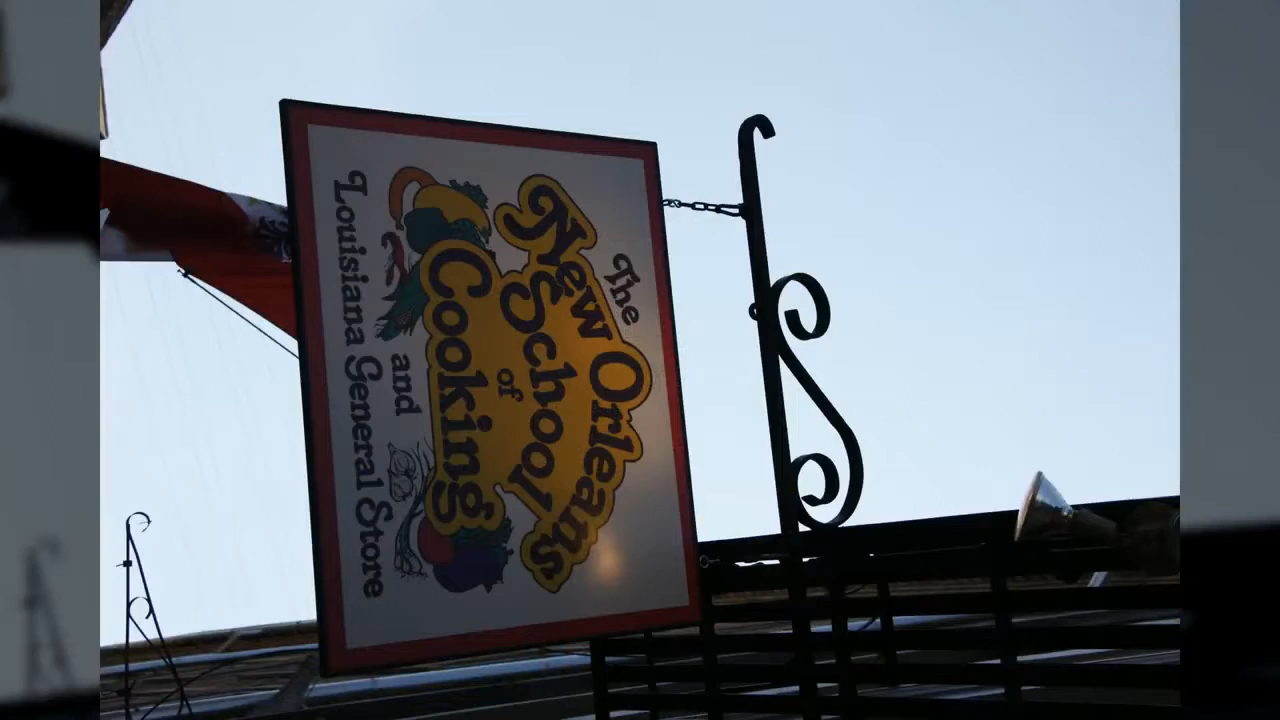 The
New Orleans
School
of
Cooking
and
Louisiana General Store